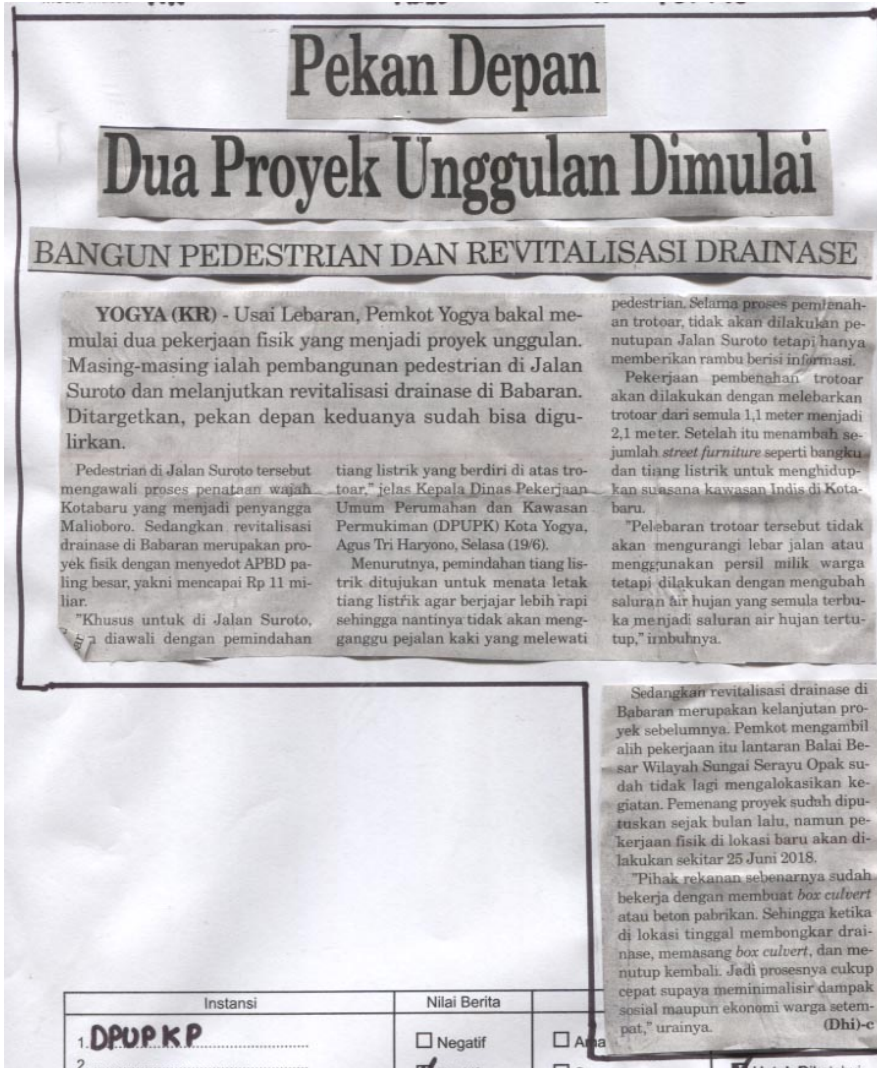 Pekan Depan
Dua Proyek Unggulan Dimulai
BANGUN PEDESTRIAN DAN REVITALISASI DRAINASE
YOGYA (KR) - Usai Lebaran, Pemkot Yogya bakal me-
mulai dua pekerjaan fisik yang menjadi proyek unggulan.
Masing-masing ialah pembangunan pedestrian di Jalan
Suroto dan melanjutkan revitalisasi drainase di Babaran.
Ditargetkan, pekan depan keduanya sudah bisa digu-
lirkan.
Pedestrian di Jalan Suroto tersebut
mengawali proses penataan wajah
Kotabaru yang menjadi penyangga
Malioboro. Sedangkan revitalisasi
drainase di Babaran merupakan pro-
yek fisik dengan menyedot APBD pa-
ling besar, yakni mencapai Rp 11 mi-
liar.
"Khusus untuk di Jalan Suroto,
diawali dengan pemindahan
tiang listrik yang berdiri di atas tro-
toar," jelas Kepala Dinas Pekerjaan
Umum Perumahan dan Kawasan
Permukiman (DPUPK) Kota Yogya,
Agus Tri Haryono, Selasa (19/6).
Menurutnya, pemindahan tiang lis-
trik ditujukan untuk menata letak
tiang listrik agar berjajar lebih rapi
sehingga nantinya tidak akan meng-
ganggu pejalan kaki yang melewati
pedestrian. Selama proses pembenah-
an trotoar, tidak akan dilakukan pe-
nutupan Jalan Suroto tetapi hanya
memberikan rambu berisi informasi.
Pekerjaan pembenahan trotoar
akan dilakukan dengan melebarkan
trotoar dari semula 1,1 meter menjadi
2,1 meter. Setelah itu menambah se-
jumlah street furniture seperti bangku
dan tiang listrik untuk menghidup-
kan suasana kawasan Indis di Kota-
baru.
"Pelebaran trotoar tersebut tidak
akan mengurangi lebar jalan atau
menggunakan persil milik warga
tetapi dilakukan dengan mengubah
saluran air hujan yang semula terbu-
ka menjadi saluran air hujan tertu-
tup," imbuhnya.
Sedangkan revitalisasi drainase di
Babaran merupakan kelanjutan pro-
yek sebelumnya. Pemkot mengambil
alih pekerjaan itu lantaran Balai Be-
sar Wilayah Sungai Serayu Opak su-
dah tidak lagi mengalokasikan ke-
giatan. Pemenang proyek sudah dipu-
tuskan sejak bulan lalu, namun pe-
kerjaan fisik di lokasi baru akan di-
lakukan sekitar 25 Juni 2018.
"Pihak rekanan sebenarnya sudah
bekerja dengan membuat box culvert
atau beton pabrikan. Sehingga ketika
di lokasi tinggal membongkar drai-
nase, memasang box culvert, dan me-
nutup kembali. Jadi prosesnya cukup
cepat supaya meminimalisir dampak
sosial maupun ekonomi warga setem-
pat," urainya. (Dhi)-c
Instansi Nilai Berita
1. DPUPKP Negatif
2.